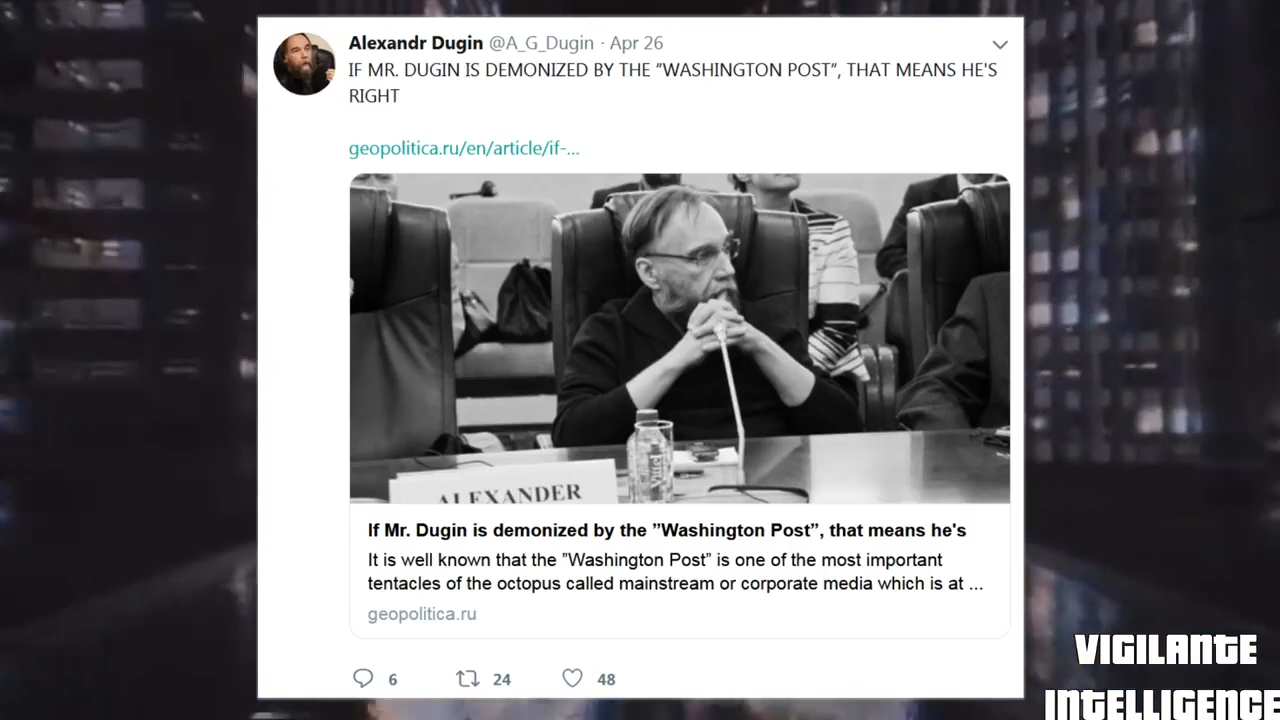 Alexandr Dugin @A_G_Dugin · Apr 26
IF MR. DUGIN IS DEMONIZED BY THE ”WASHINGTON POST”, THAT MEANS HE'S
RIGHT
geopolitica.ru/en/article/if-...
Vittel
ALEXANDER
If Mr. Dugin is demonized by the ”Washington Post”, that means he's
It is well known that the ”Washington Post” is one of the most important
tentacles of the octopus called mainstream or corporate media which is at ...
geopolitica.ru
6 24 48
VIGILANTE
INTELLIGENCE